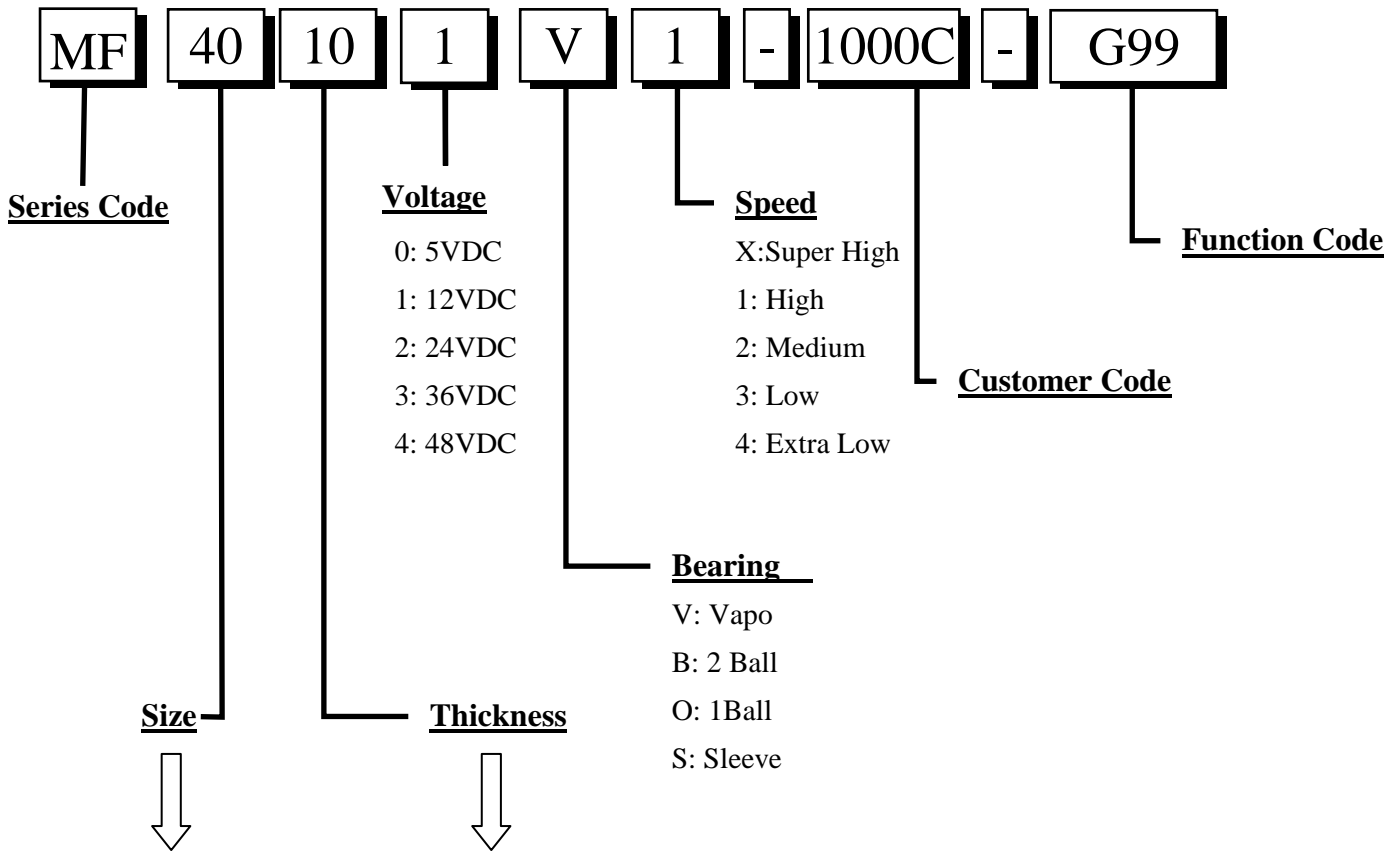 MF 40 10 1 V 1 - 1000C - G99
Series Code
Voltage
0: 5VDC
1: 12VDC
2: 24VDC
3: 36VDC
4: 48VDC
Speed
X:Super High
1: High
2: Medium
3: Low
4: Extra Low
Function Code
Customer Code
Bearing
V: Vapo
B: 2 Ball
O: 1Ball
S: Sleeve
Size
Thickness